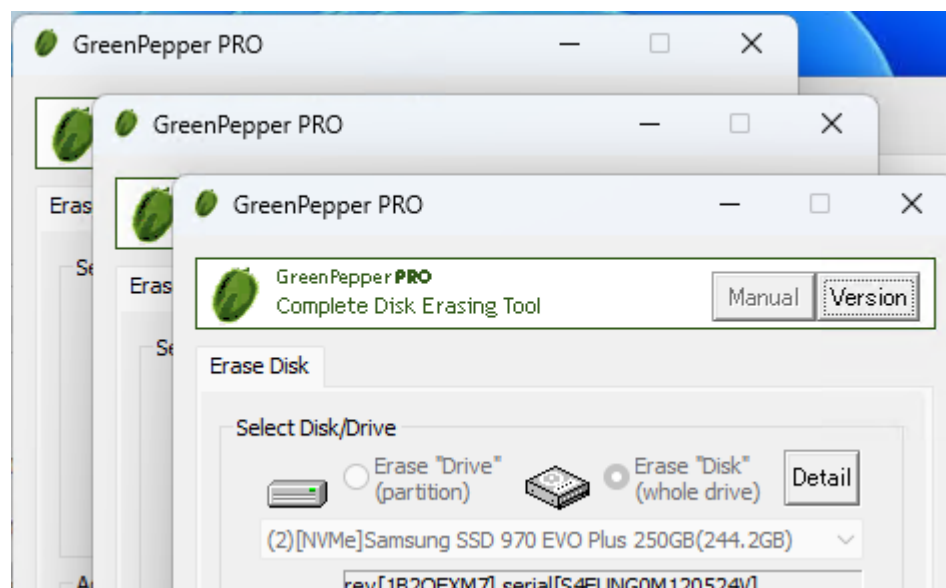 GreenPepper PRO
GreenPepper PRO
Eras
Se
GreenPepper PRO
Eras
Se
GreenPepperPRO
Complete Disk Erasing Tool
Manual
Version
Erase Disk
Select Disk/Drive
Erase "Drive"
(partition)
Erase "Disk"
(whole drive)
Detail
(2)[NVMe]Samsung SSD 970 EVO Plus 250GB(244.2GB)